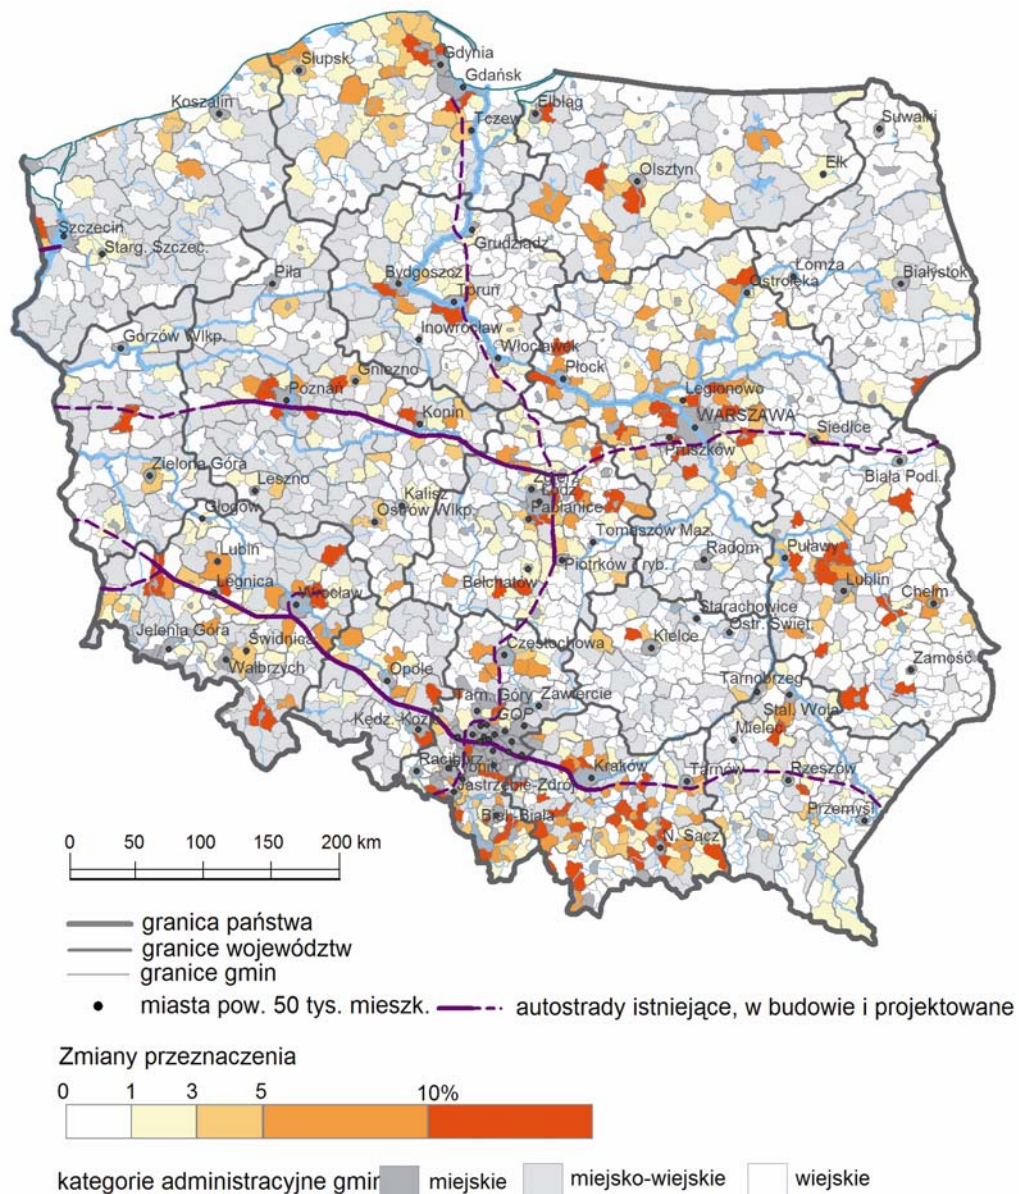 Słupsk
Gdynia
Gdańsk
Koszalin
Tczew
Elbląg
Suwałki
Olsztyn
Ełk
Szczecin
Starg. Szczec.
Grudziądz
Piła
Bydgoszcz
Toruń
Łomża
Ostrołęka
Białystok
Inowrocław
Gorzów Wlkp.
Włocławek
Płock
Gniezno
Poznań
Legionowo
WARSZAWA
Konin
Siedlce
Pruszków
Biała Podl.
Zielona Góra
Leszno
Zgierz
Łódź
Kalisz
Pabianice
Ostrów Wlkp.
Głogów
Tomaszów Maz.
Radom
Puławy
Lubin
Piotrków Tryb.
Bełchatów
Legnica
Lublin
Wrocław
Chełm
Starachowice
Jelenia Góra
Świdnica
Kielce
Ostr. Święt.
Częstochowa
Wałbrzych
Opole
Zamość
Tarnobrzeg
Tarn. Góry
Zawiercie
Stal. Wola
Kędz.-Koźle
GOP
Mielec
Racibórz
Rybnik
Kraków
Tarnów
Rzeszów
Jastrzębie-Zdrój
Przemyśl
Biel.-Biała
N. Sącz
0 50 100 150 200 km
granica państwa
granice województw
granice gmin
miasta pow. 50 tys. mieszk.
autostrady istniejące, w budowie i projektowane
Zmiany przeznaczenia
0 1 3 5 10%
kategorie administracyjne gmin miejskie miejsko-wiejskie wiejskie